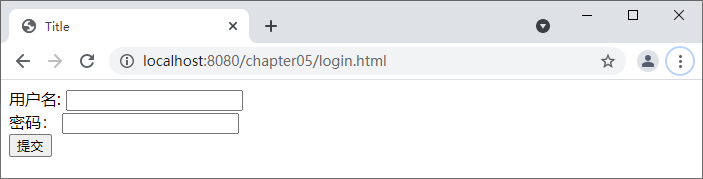 Title
localhost:8080/chapter05/login.html
用户名:
密码：
提交